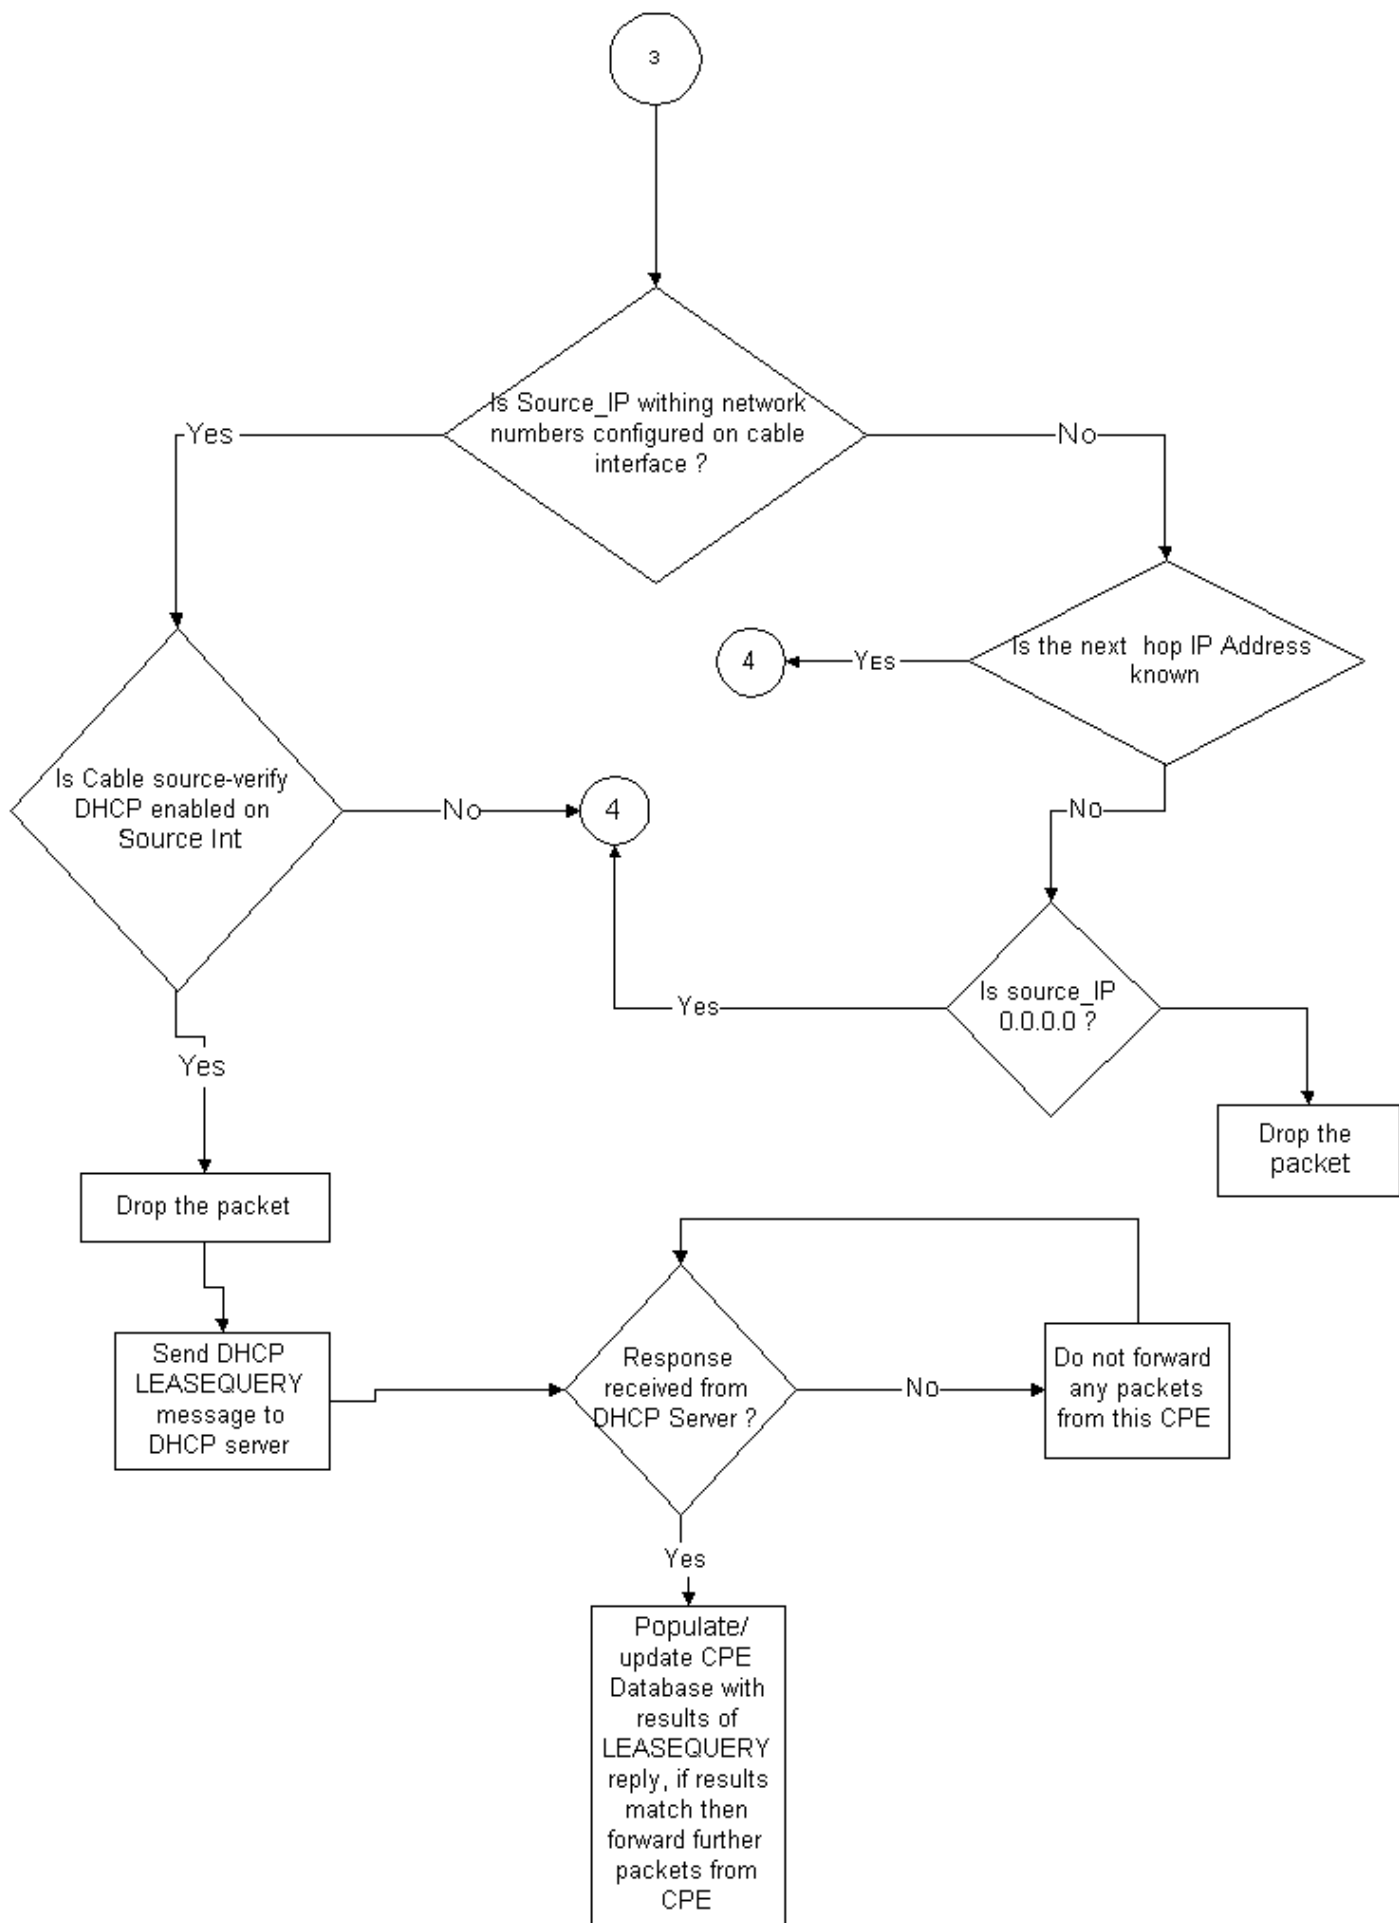 3
Is Source_IP withing network
numbers configured on cable
interface ?
Yes
No
Is the next hop IP Address
known
YES
4
Is Cable source-verify
DHCP enabled on
Source Int
No
4
No
Is source_IP
0.0.0.0 ?
Yes
Yes
Drop the
packet
Drop the packet
Send DHCP
LEASEQUERY
message to
DHCP server
Response
received from
DHCP Server ?
No
Do not forward
any packets
from this CPE
Yes
Populate/
update CPE
Database with
results of
LEASEQUERY
reply, if results
match then
forward further
packets from
CPE